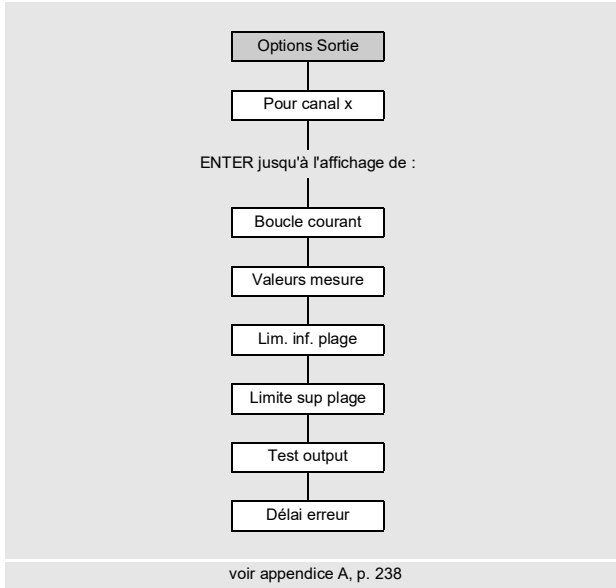 Options Sortie
Pour canal x
ENTER jusqu'à l'affichage de :
Boucle courant
Valeurs mesure
Lim. inf. plage
Limite sup plage
Test output
Délai erreur
voir appendice A, p. 238